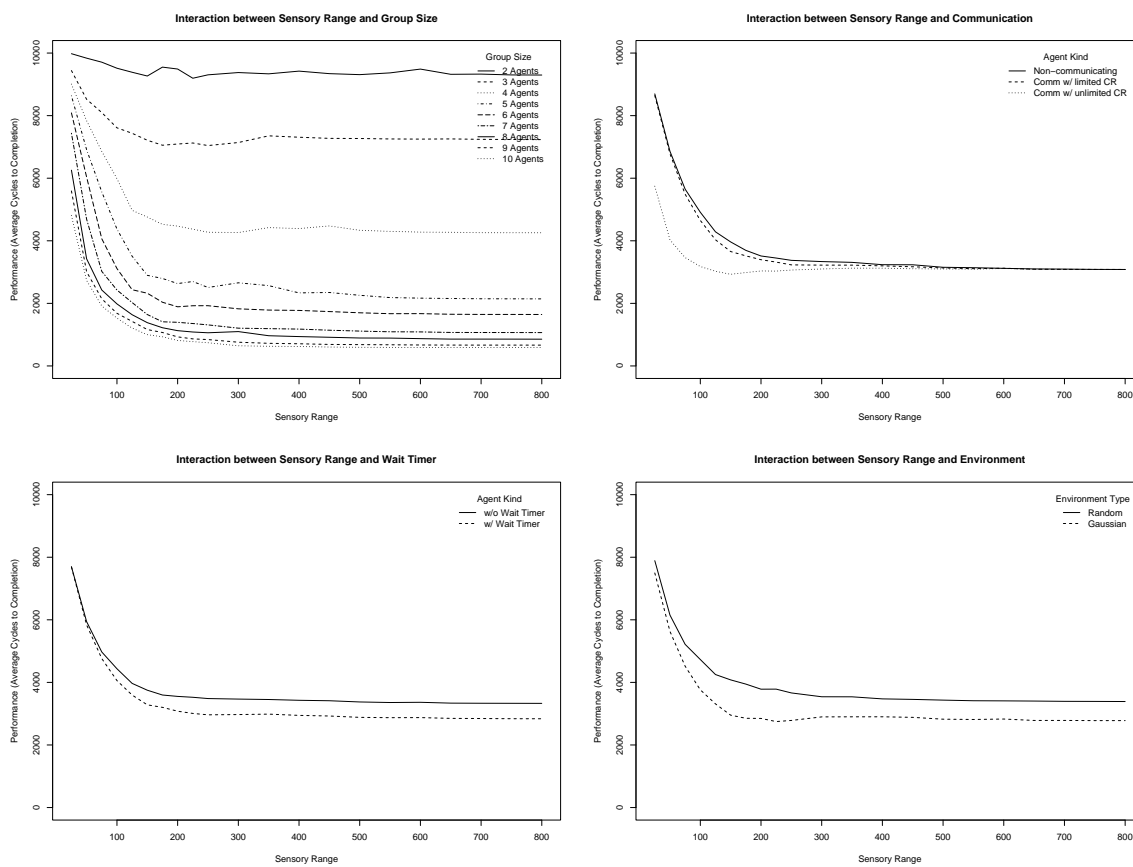 Interaction between Sensory Range and Group Size
Performance (Average Cycles to Completion)
10000
8000
6000
4000
2000
0
Group Size
2 Agents
3 Agents
4 Agents
5 Agents
6 Agents
7 Agents
8 Agents
9 Agents
10 Agents
100 200 300 400 500 600 700 800
Sensory Range
Interaction between Sensory Range and Communication
Performance (Average Cycles to Completion)
10000
8000
6000
4000
2000
0
Agent Kind
Non−communicating
Comm w/ limited CR
Comm w/ unlimited CR
100 200 300 400 500 600 700 800
Sensory Range
Interaction between Sensory Range and Wait Timer
Performance (Average Cycles to Completion)
10000
8000
6000
4000
2000
0
Agent Kind
w/o Wait Timer
w/ Wait Timer
100 200 300 400 500 600 700 800
Sensory Range
Interaction between Sensory Range and Environment
Performance (Average Cycles to Completion)
10000
8000
6000
4000
2000
0
Environment Type
Random
Gaussian
100 200 300 400 500 600 700 800
Sensory Range